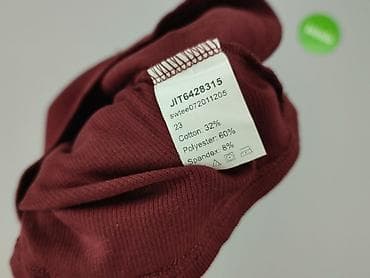 JIT6428315
swtee072011205
23
Cotton: 32%
Polyester: 60%
Spandex: 8%